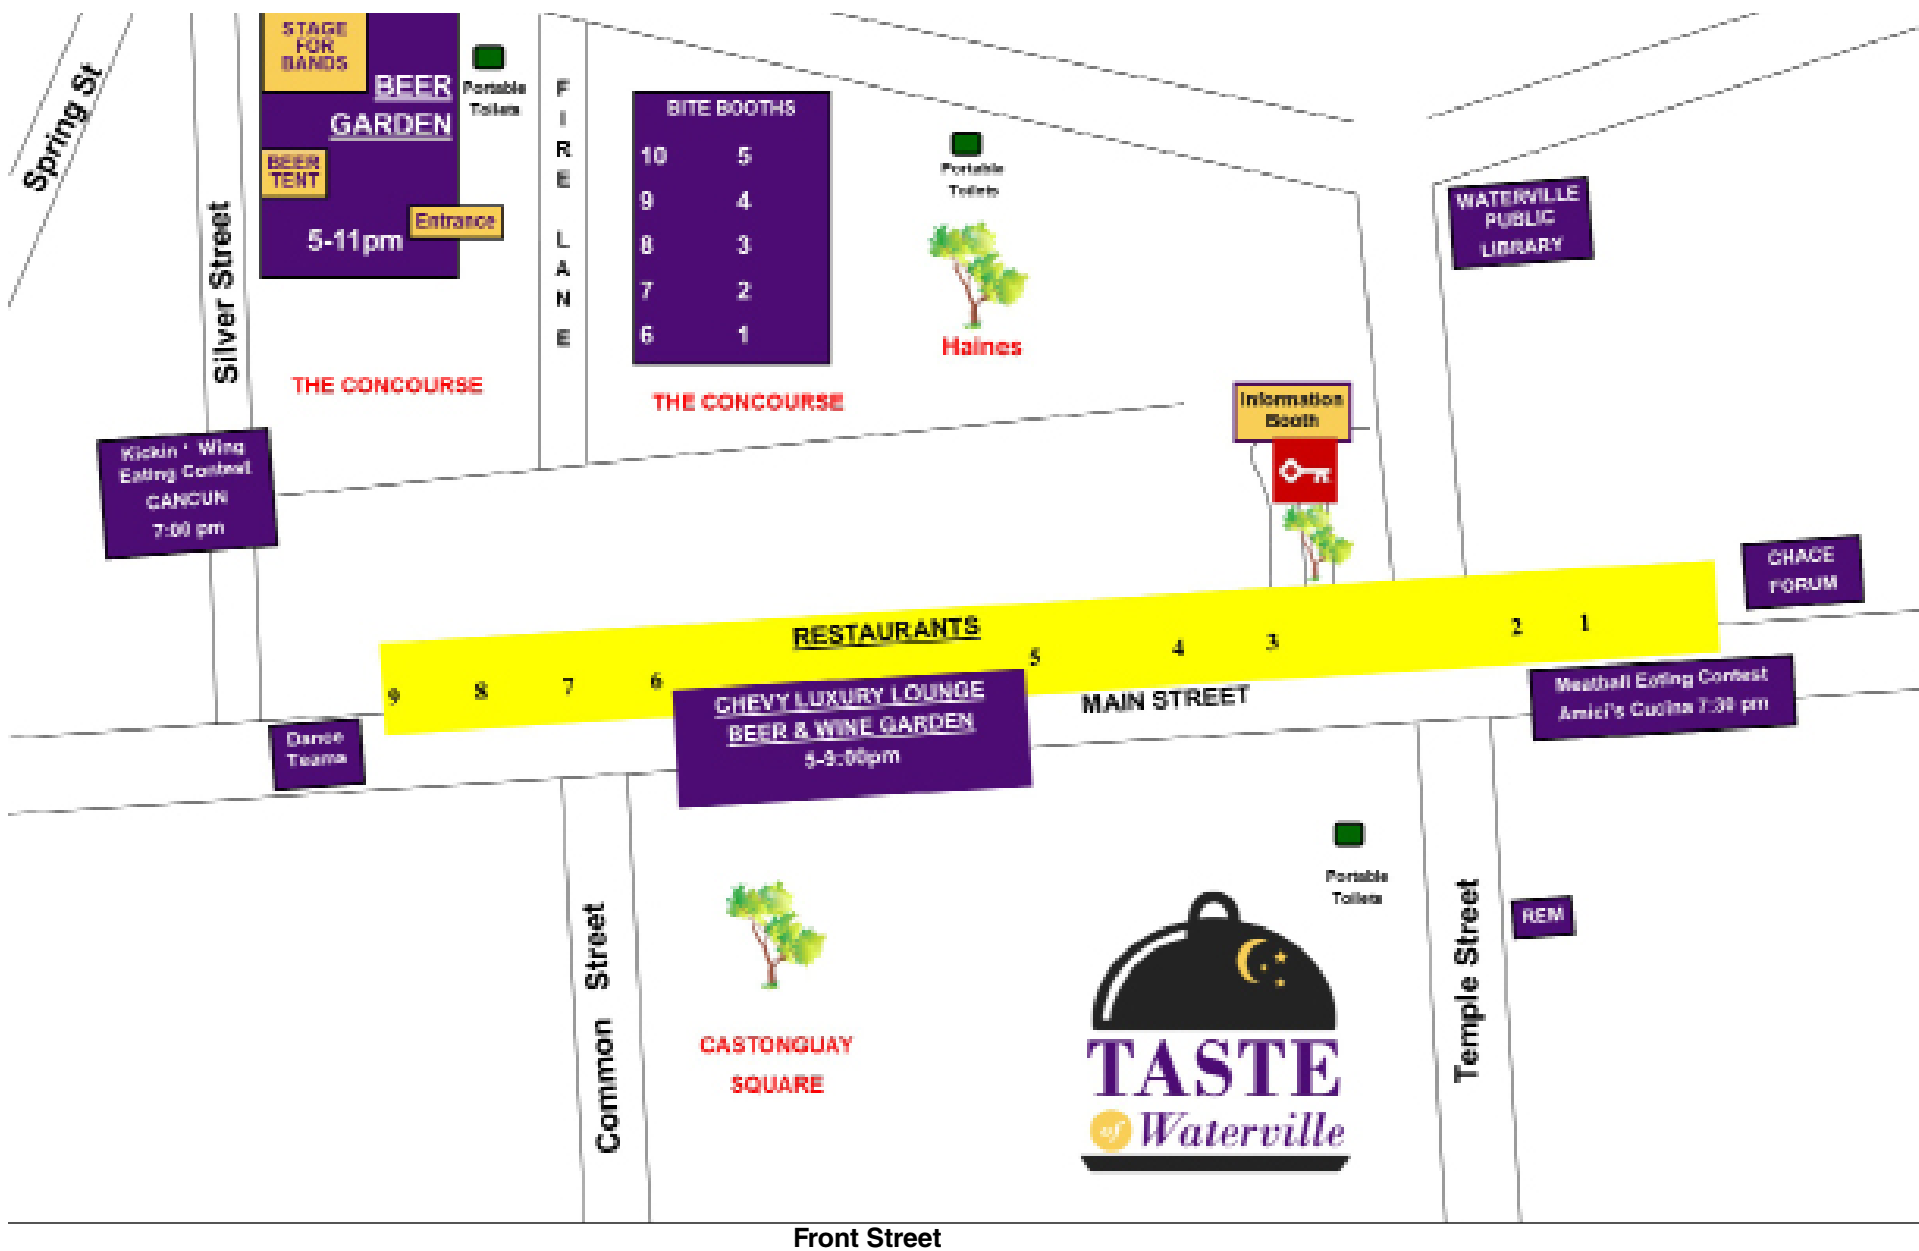 STAGE
FOR
BANDS
BEER
GARDEN
BEER
TENT
Entrance
5-11pm
Portable
Toilets
Spring St
Silver Street
FIRE LANE
BITE BOOTHS
10 5
9 4
8 3
7 2
6 1
Portable
Toilets
Haines
WATERVILLE
PUBLIC
LIBRARY
THE CONCOURSE
THE CONCOURSE
Information
Booth
Kickin' Wing
Eating Contest
CANCUN
7:00 pm
CHACE
FORUM
RESTAURANTS
9 8 7 6 5 4 3 2 1
CHEVY LUXURY LOUNGE
BEER & WINE GARDEN
5-9:00pm
MAIN STREET
Meatball Eating Contest
Amici's Cucina 7:30 pm
Dance
Teams
Portable
Toilets
REM
Common Street
Temple Street
CASTONGUAY
SQUARE
TASTE
of Waterville
Front Street